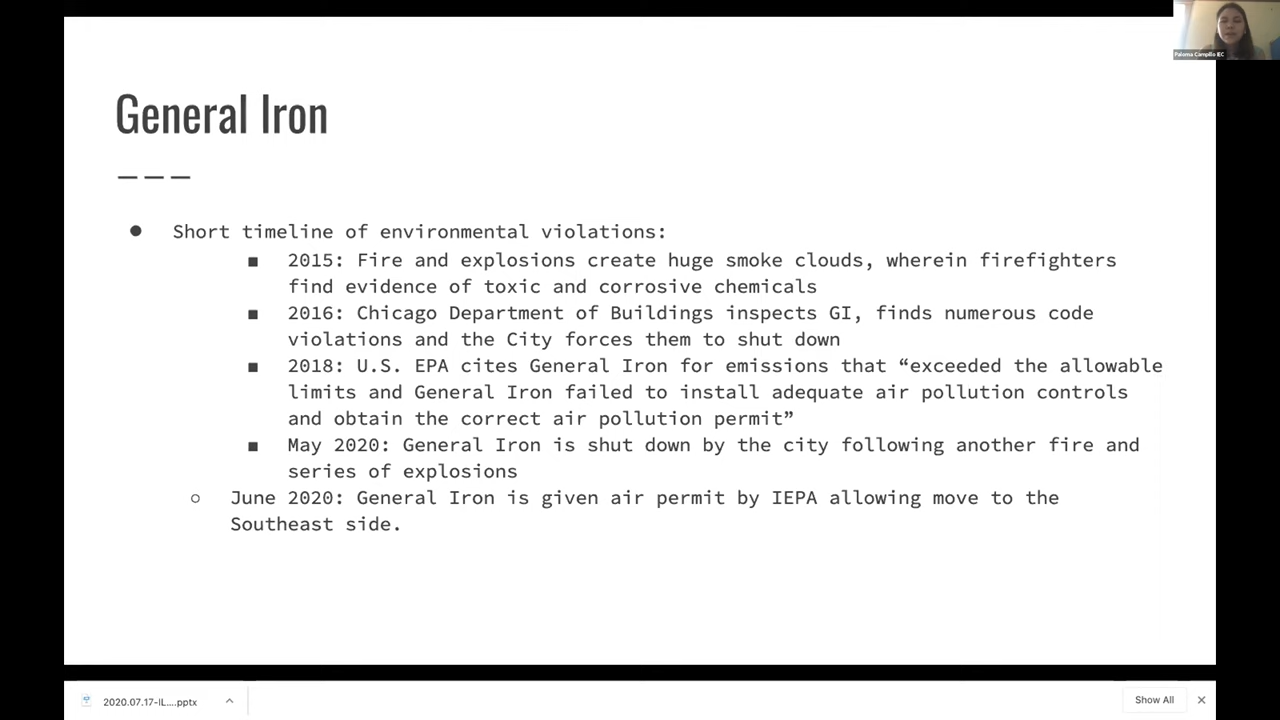 Paloma Campillo IEC
General Iron
Short timeline of environmental violations:
2015: Fire and explosions create huge smoke clouds, wherein firefighters
find evidence of toxic and corrosive chemicals
2016: Chicago Department of Buildings inspects GI, finds numerous code
violations and the City forces them to shut down
2018: U.S. EPA cites General Iron for emissions that “exceeded the allowable
limits and General Iron failed to install adequate air pollution controls
and obtain the correct air pollution permit”
May 2020: General Iron is shut down by the city following another fire and
series of explosions
June 2020: General Iron is given air permit by IEPA allowing move to the
Southeast side.
2020.07.17-IL....pptx
Show All